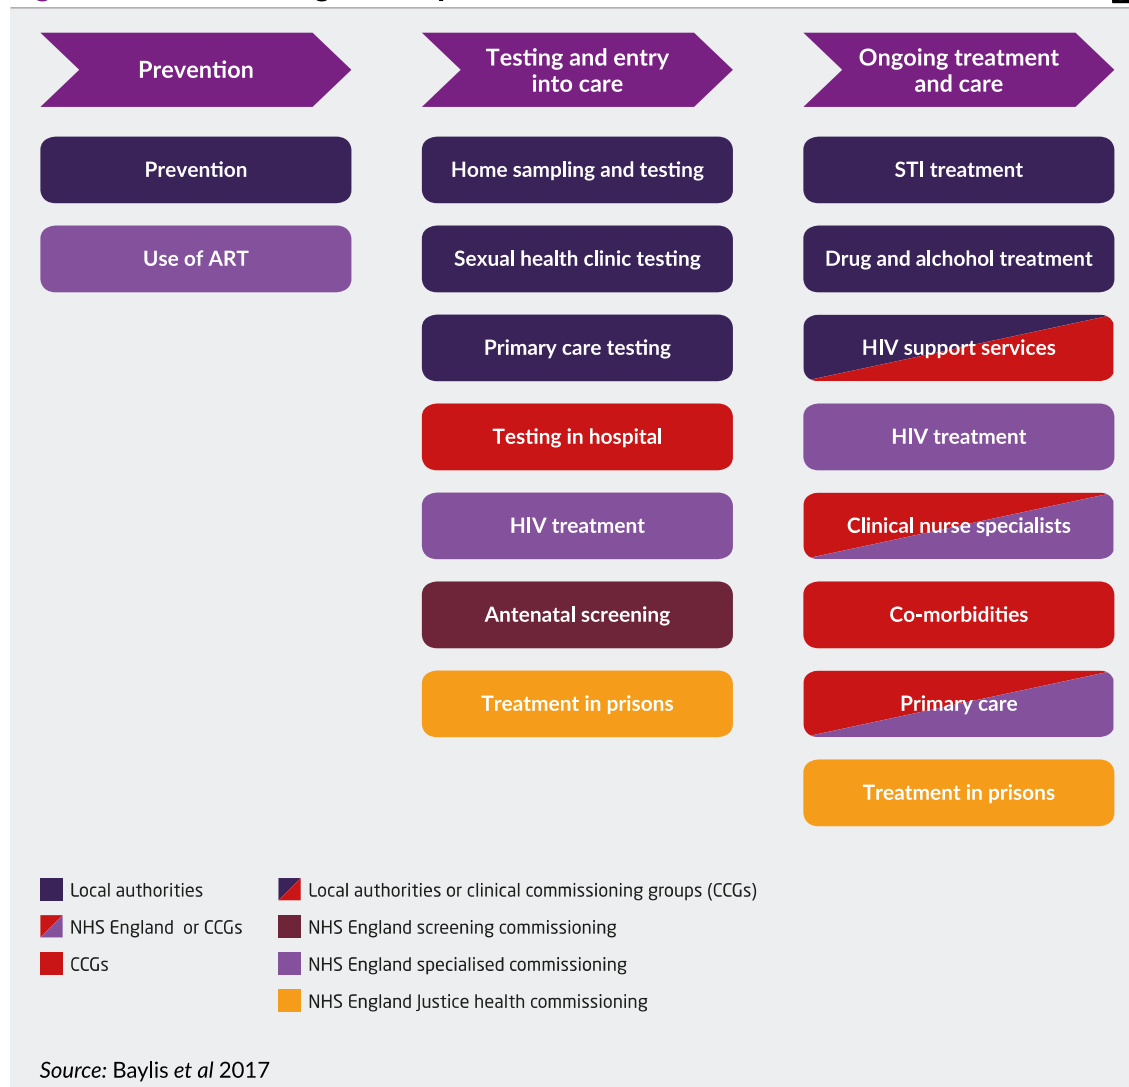 Prevention
Testing and entry
into care
Ongoing treatment
and care
Prevention
Use of ART
Home sampling and testing
Sexual health clinic testing
Primary care testing
Testing in hospital
HIV treatment
Antenatal screening
Treatment in prisons
STI treatment
Drug and alchohol treatment
HIV support services
HIV treatment
Clinical nurse specialists
Co-morbidities
Primary care
Treatment in prisons
Local authorities
NHS England or CCGs
CCGs
Local authorities or clinical commissioning groups (CCGs)
NHS England screening commissioning
NHS England specialised commissioning
NHS England Justice health commissioning
Source: Baylis et al 2017